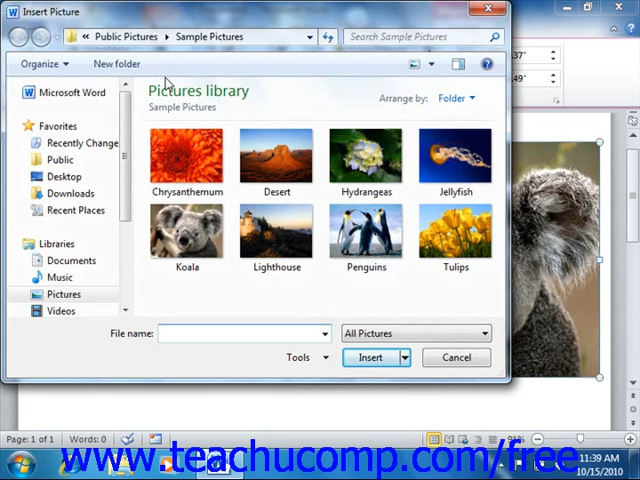 Insert Picture
Public Pictures
Sample Pictures
Search Sample Pictures
Organize
New folder
.37"
.49"
Microsoft Word
Favorites
Recently Change
Public
Desktop
Downloads
Recent Places
Libraries
Documents
Music
Pictures
Videos
Pictures library
Sample Pictures
Arrange by: Folder
Chrysanthemum
Desert
Hydrangeas
Jellyfish
Koala
Lighthouse
Penguins
Tulips
File name:
All Pictures
Tools
Insert
Cancel
Page: 1 of 1
Words: 0
91%
www.teachucomp.com/free
11:39 AM
10/15/2010